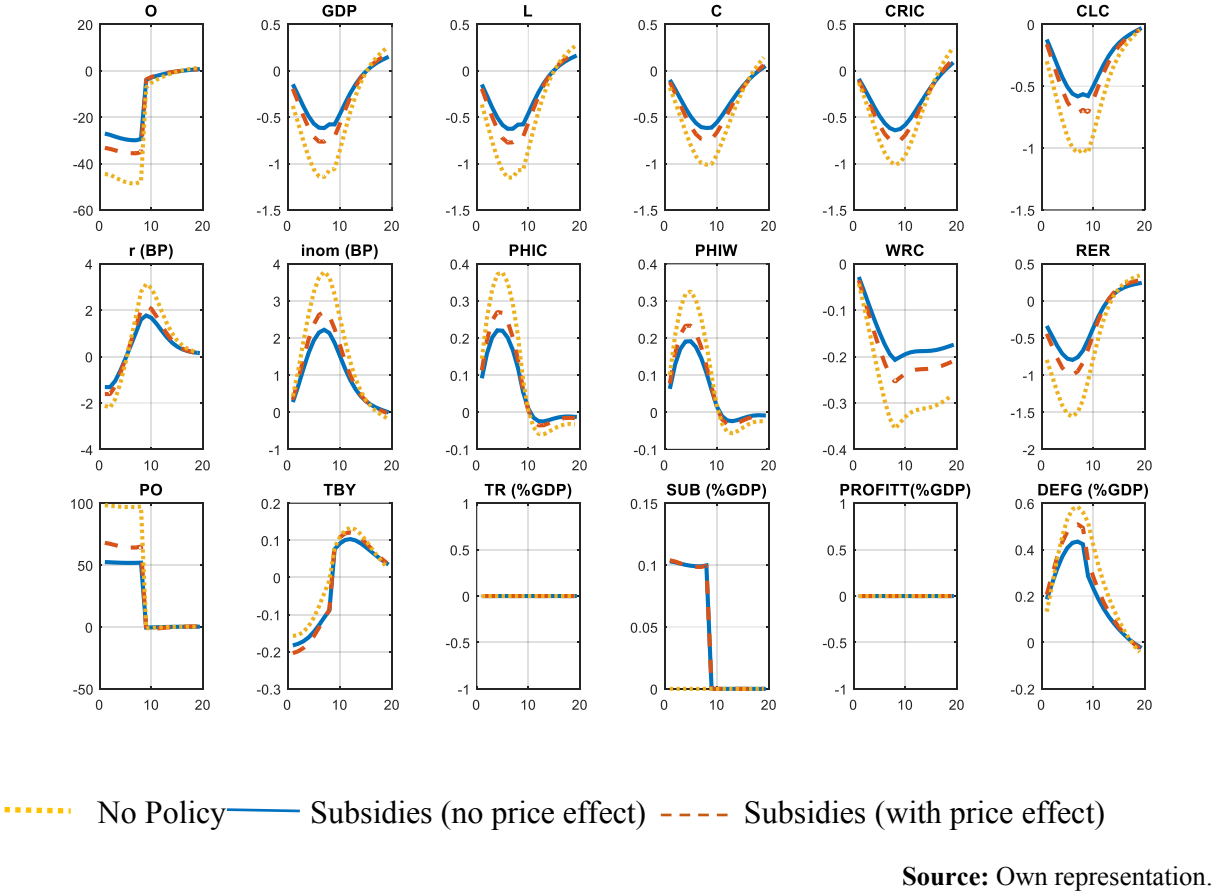 O GDP L C CRIC CLC
20 0.5 0.5 0.5 0.5 0
0 0 0 0 0 -0.5
-20 -0.5 -0.5 -0.5 -0.5
-40 -1 -1 -1 -1 -1
-60 -1.5 -1.5 -1.5 -1.5 -1.5
0 10 20 0 10 20 0 10 20 0 10 20 0 10 20 0 10 20
r (BP) inom (BP) PHIC PHIW WRC RER
4 4 0.4 0.4 0 0.5
2 3 0.3 0.3 -0.1 0
0 2 0.2 0.2 -0.2 -0.5
-2 1 0.1 0.1 -0.3 -1
-4 0 0 0 -0.4 -1.5
-1 -0.1 -0.1 -2
0 10 20 0 10 20 0 10 20 0 10 20 0 10 20 0 10 20
PO TBY TR (%GDP) SUB (%GDP) PROFITT(%GDP) DEFG (%GDP)
100 0.2 1 0.15 1 0.6
50 0.1 0.5 0.1 0.5 0.4
0 0 0 0.05 0 0.2
-50 -0.1 -0.5 0 -0.5 0
-0.2 -1 -1 -0.2
-0.3
0 10 20 0 10 20 0 10 20 0 10 20 0 10 20 0 10 20
No Policy Subsidies (no price effect) Subsidies (with price effect)
Source: Own representation.